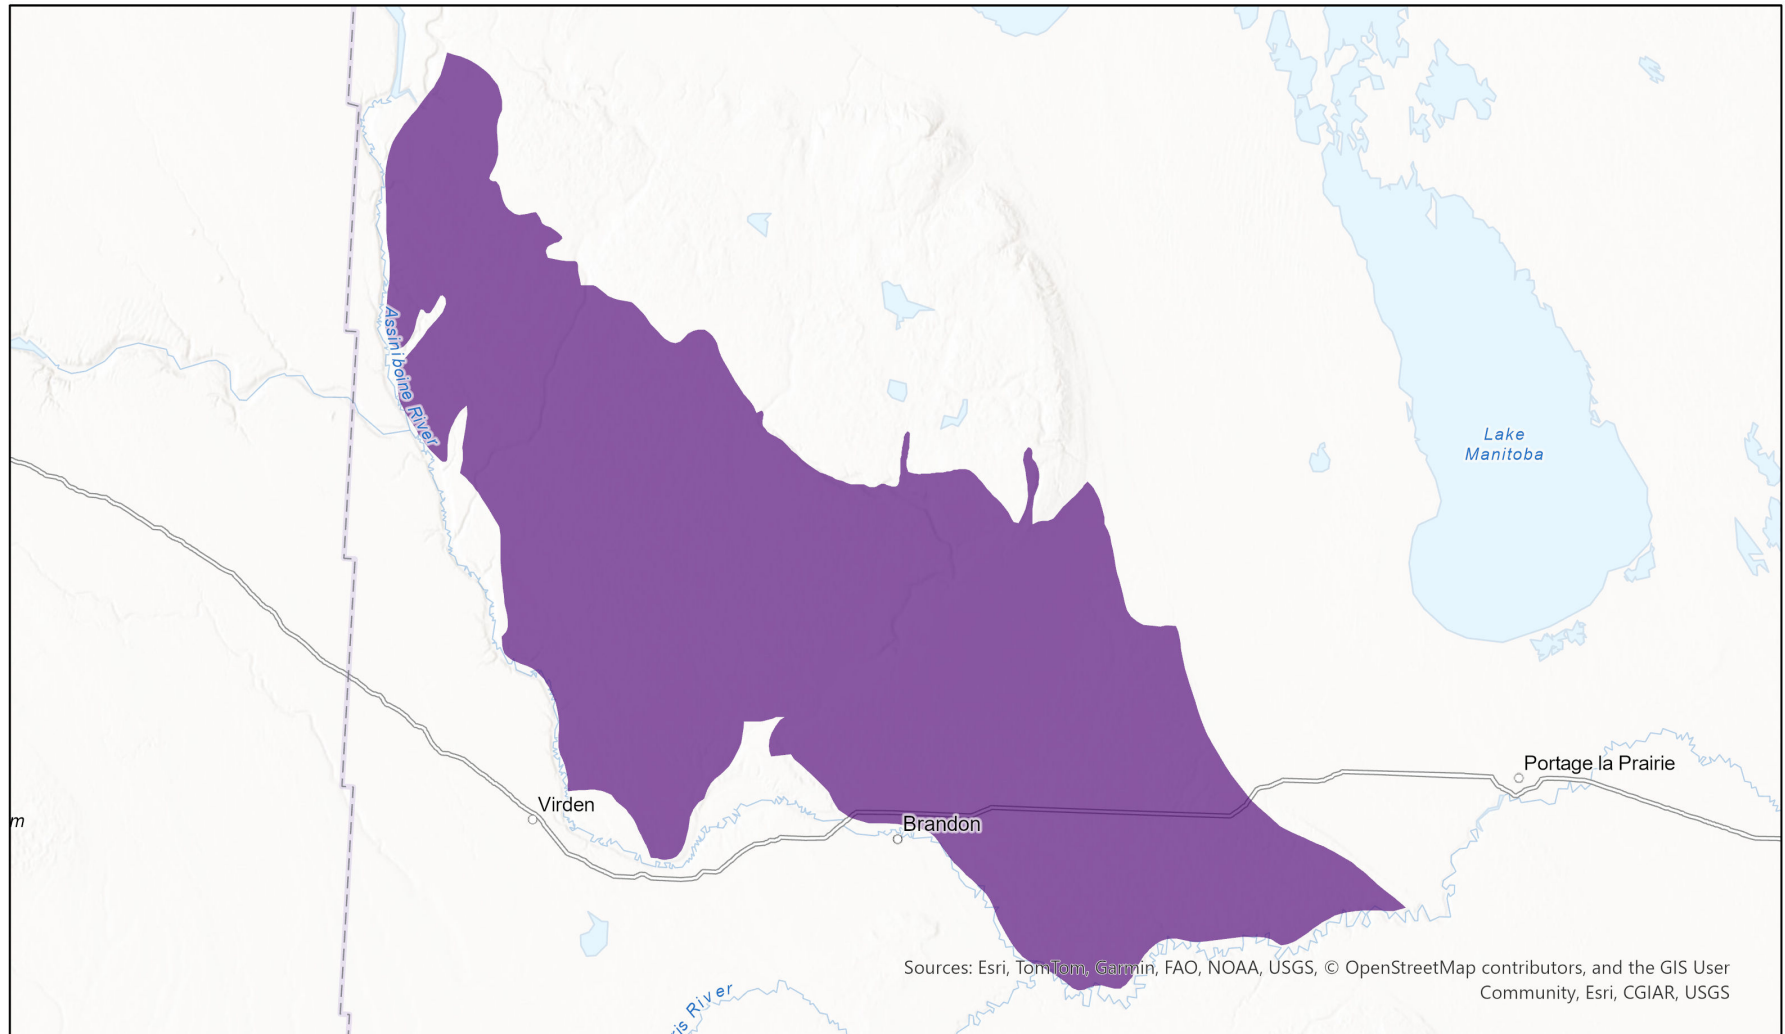 Assiniboine River
Lake
Manitoba
Portage la Prairie
Virden
m
Brandon
Sources: Esri, TomTom, Garmin, FAO, NOAA, USGS, © OpenStreetMap contributors, and the GIS User
Community, Esri, CGIAR, USGS
ris River